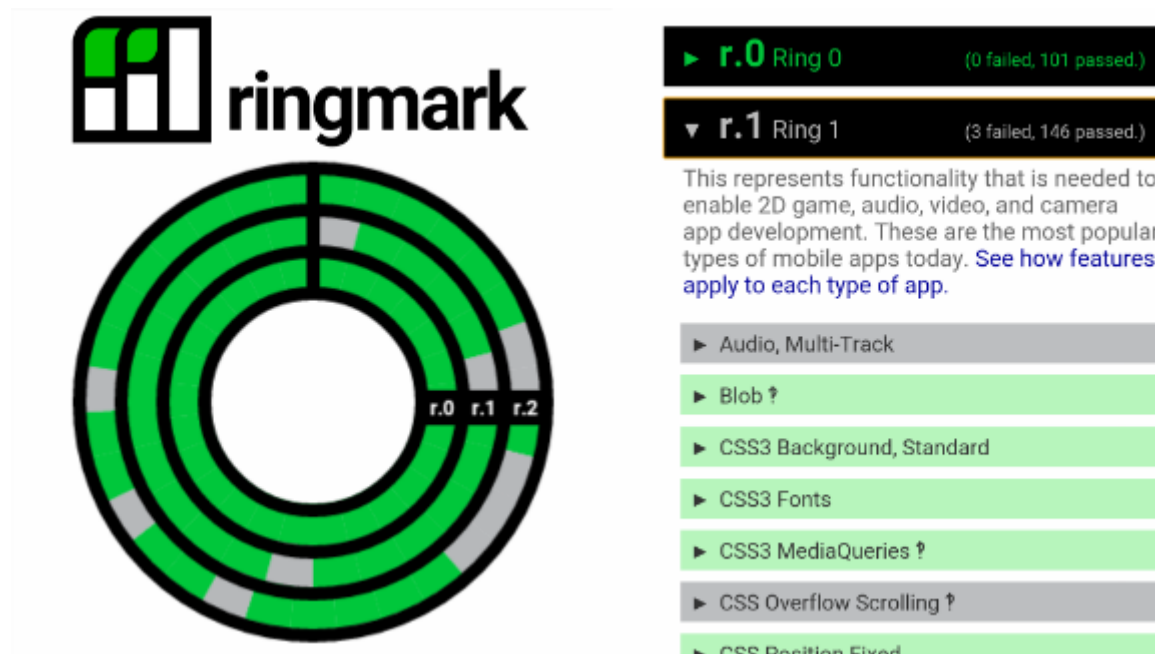 ringmark
r.0 r.1 r.2
► r.0 Ring 0 (0 failed, 101 passed.)
▼ r.1 Ring 1 (3 failed, 146 passed.)
This represents functionality that is needed to
enable 2D game, audio, video, and camera
app development. These are the most popular
types of mobile apps today. See how features
apply to each type of app.
► Audio, Multi-Track
► Blob
► CSS3 Background, Standard
► CSS3 Fonts
► CSS3 MediaQueries
► CSS Overflow Scrolling
► CSS Position Fixed